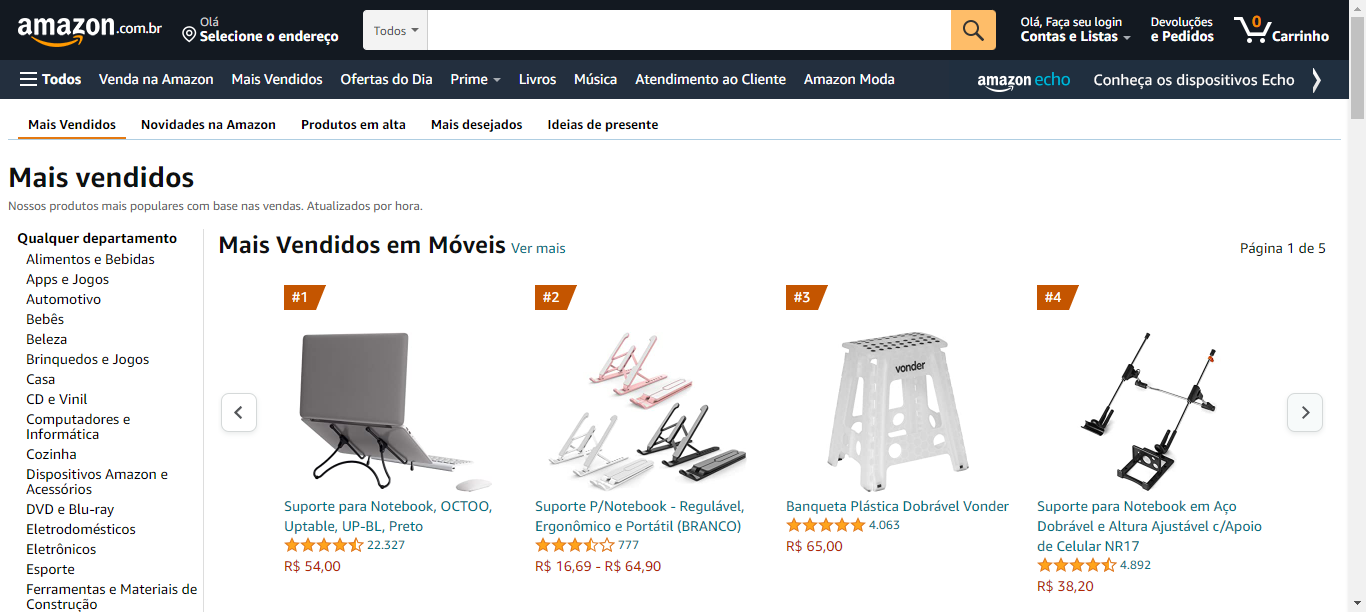 amazon.com.br
Olá
Selecione o endereço
Todos
Olá, Faça seu login
Contas e Listas
Devoluções
e Pedidos
0
Carrinho
Todos
Venda na Amazon
Mais Vendidos
Ofertas do Dia
Prime
Livros
Música
Atendimento ao Cliente
Amazon Moda
amazon echo
Conheça os dispositivos Echo
Mais Vendidos
Novidades na Amazon
Produtos em alta
Mais desejados
Ideias de presente
Mais vendidos
Nossos produtos mais populares com base nas vendas. Atualizados por hora.
Qualquer departamento
Alimentos e Bebidas
Apps e Jogos
Automotivo
Bebês
Beleza
Brinquedos e Jogos
Casa
CD e Vinil
Computadores e
Informática
Cozinha
Dispositivos Amazon e
Acessórios
DVD e Blu-ray
Eletrodomésticos
Eletrônicos
Esporte
Ferramentas e Materiais de
Construção
Mais Vendidos em Móveis Ver mais
Página 1 de 5
#1
Suporte para Notebook, OCTOO,
Uptable, UP-BL, Preto
22.327
R$ 54,00
#2
Suporte P/Notebook - Regulável,
Ergonômico e Portátil (BRANCO)
777
R$ 16,69 - R$ 64,90
#3
vonder
Banqueta Plástica Dobrável Vonder
4.063
R$ 65,00
#4
Suporte para Notebook em Aço
Dobrável e Altura Ajustável c/Apoio
de Celular NR17
4.892
R$ 38,20